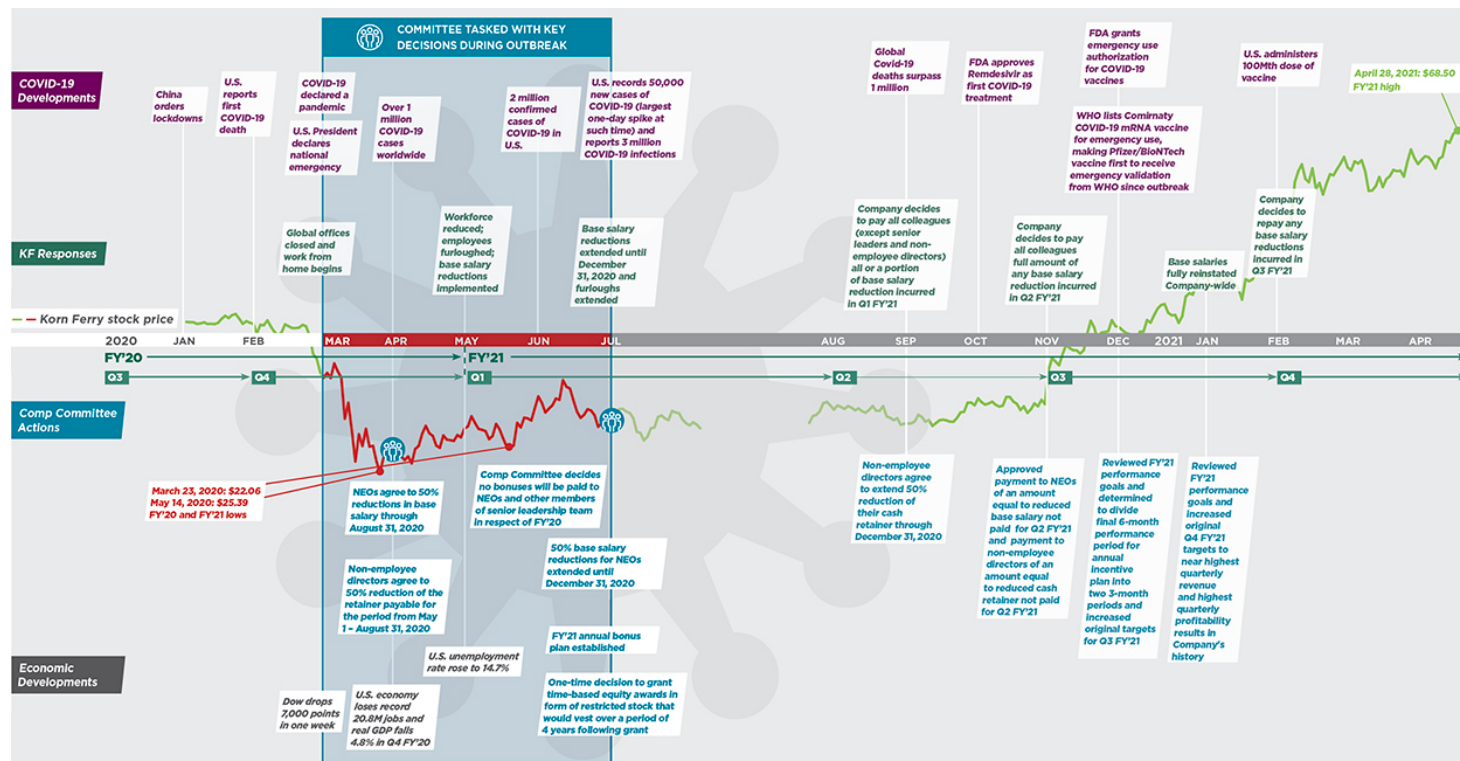 COMMITTEE TASKED WITH KEY
DECISIONS DURING OUTBREAK
COVID-19
Developments
China
orders
lockdowns
U.S.
reports
first
COVID-19
death
COVID-19
declared a
pandemic
U.S. President
declares
national
emergency
Over 1
million
COVID-19
cases
worldwide
2 million
confirmed
cases of
COVID-19 in
U.S.
U.S. records 50,000
new cases of
COVID-19 (largest
one-day spike at
such time) and
reports 3 million
COVID-19 infections
Global
Covid-19
deaths surpass
1 million
FDA approves
Remdesivir as
first COVID-19
treatment
FDA grants
emergency use
authorization
for COVID-19
vaccines
WHO lists Comirnaty
COVID-19 mRNA vaccine
for emergency use,
making Pfizer/BioNTech
vaccine first to receive
emergency validation
from WHO since outbreak
U.S. administers
100Mth dose of
vaccine
April 28, 2021: $68.50
FY'21 high
KF Responses
Global offices
closed and
work from
home begins
Workforce
reduced;
employees
furloughed;
base salary
reductions
implemented
Base salary
reductions
extended until
December
31, 2020 and
furloughs
extended
Company decides
to pay all colleagues
(except senior
leaders and non-
employee directors)
all or a portion
of base salary
reduction incurred
in Q1 FY'21
Company
decides to pay
all colleagues
full amount of
any base salary
reduction incurred
in Q2 FY'21
Base salaries
fully reinstated
Company-wide
Company
decides to
repay any
base salary
reductions
incurred in
Q3 FY'21
Korn Ferry stock price
2020 JAN FEB MAR APR MAY JUN JUL AUG SEP OCT NOV DEC 2021 JAN FEB MAR APR
FY'20 FY'21
Q3 Q4 Q1 Q2 Q3 Q4
Comp Committee
Actions
March 23, 2020: $22.06
May 14, 2020: $25.39
FY'20 and FY'21 lows
NEOs agree to 50%
reductions in base
salary through
August 31, 2020
Non-employee
directors agree to
50% reduction of the
retainer payable for
the period from May
1 – August 31, 2020
Comp Committee decides
no bonuses will be paid to
NEOs and other members
of senior leadership team
in respect of FY'20
50% base salary
reductions for NEOs
extended until
December 31, 2020
FY'21 annual bonus
plan established
One-time decision to grant
time-based equity awards in
form of restricted stock that
would vest over a period of
4 years following grant
Non-employee
directors agree
to extend 50%
reduction of
their cash
retainer through
December 31, 2020
Approved
payment to NEOs
of an amount
equal to reduced
base salary not
paid for Q2 FY'21
and payment to
non-employee
directors of an
amount equal
to reduced cash
retainer not paid
for Q2 FY'21
Reviewed FY'21
performance
goals and
determined
to divide
final 6-month
performance
period for
annual
incentive
plan into
two 3-month
periods and
increased
original targets
for Q3 FY'21
Reviewed
FY'21
performance
goals and
increased
original
Q4 FY'21
targets to
near highest
quarterly
revenue
and highest
quarterly
profitability
results in
Company's
history
Economic
Developments
Dow drops
7,000 points
in one week
U.S. economy
loses record
20.8M jobs and
real GDP falls
4.8% in Q4 FY'20
U.S. unemployment
rate rose to 14.7%